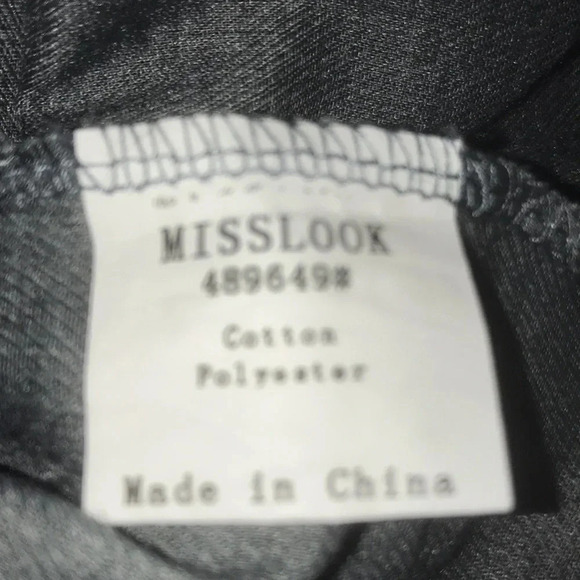 MISSLOOK
489649#
Cotton
Polyester
Made in China